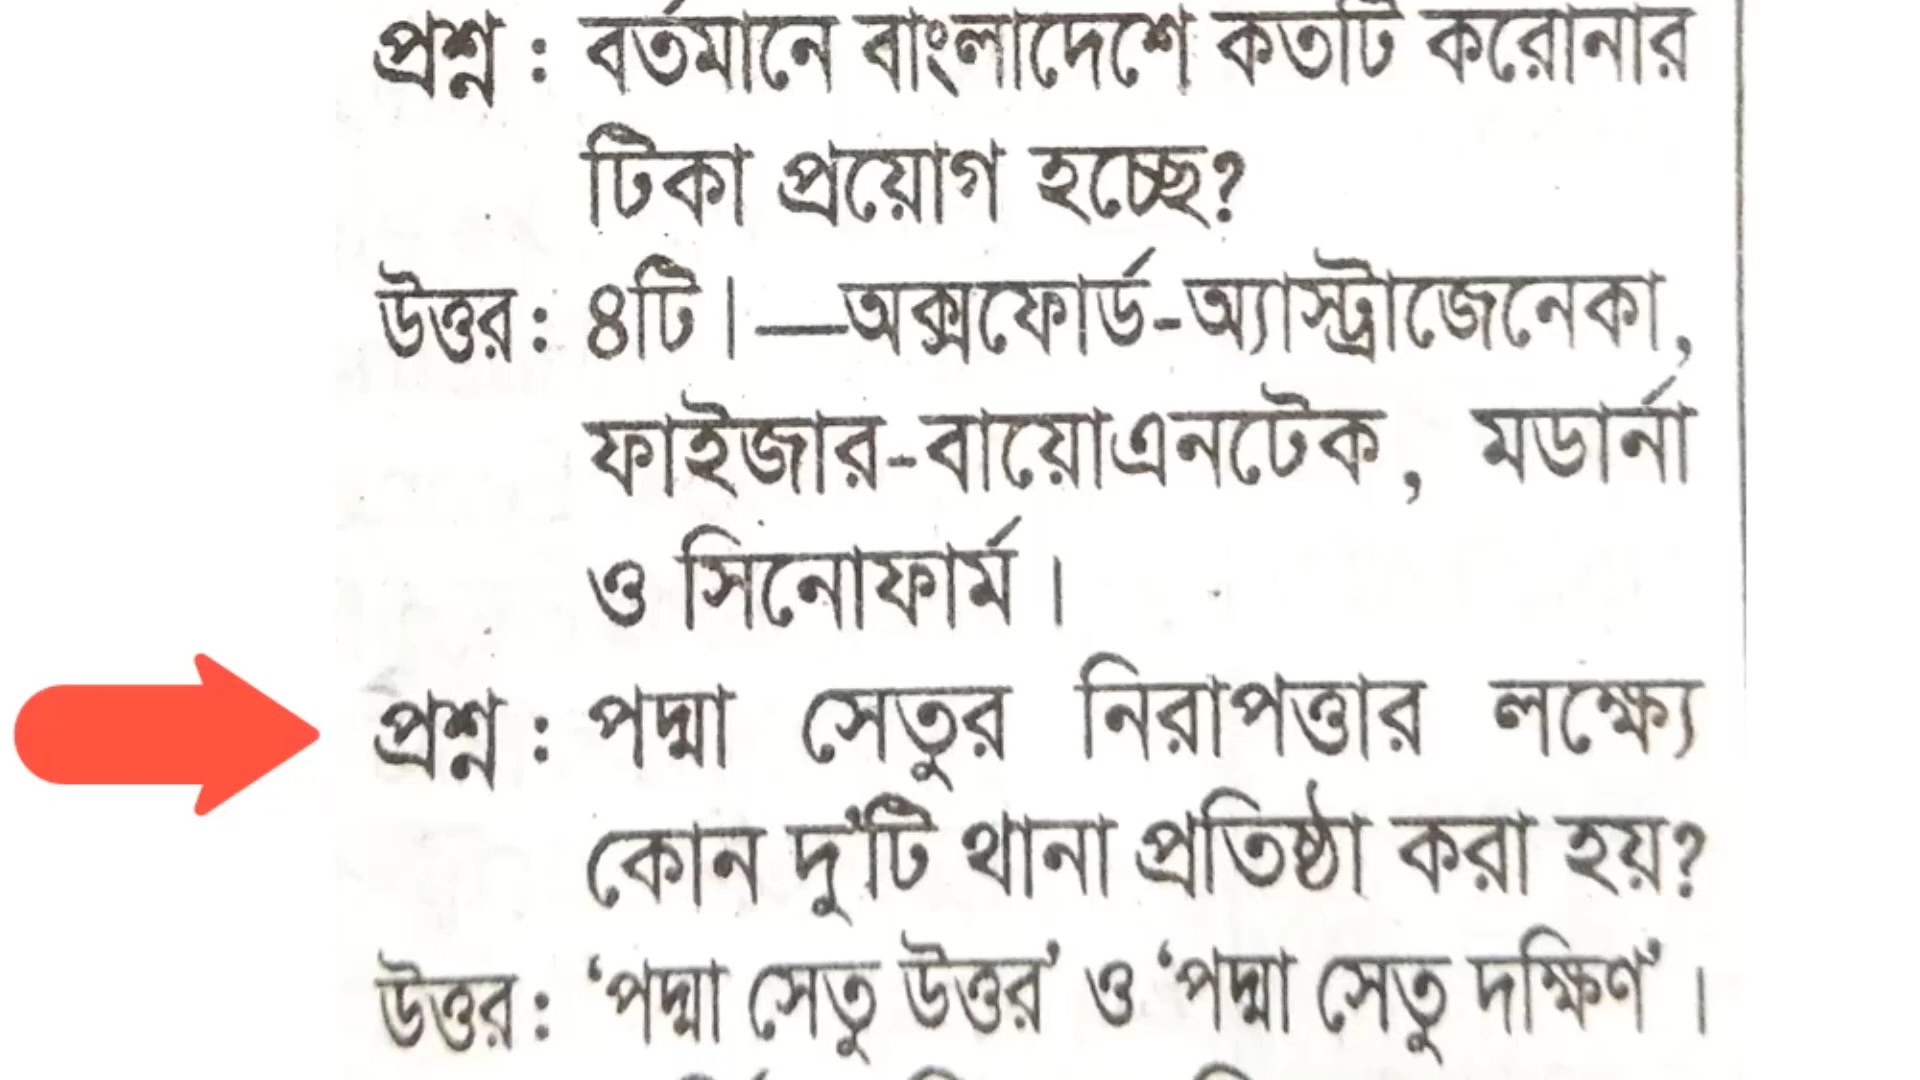 প্রশ্ন : বর্তমানে বাংলাদেশে কতটি করোনার
টিকা প্রয়োগ হচ্ছে?
উত্তর : ৪টি।—অক্সফোর্ড-অ্যাস্ট্রাজেনেকা,
ফাইজার-বায়োএনটেক, মডার্না
ও সিনোফার্ম।
প্রশ্ন : পদ্মা সেতুর নিরাপত্তার লক্ষ্যে
কোন দু'টি থানা প্রতিষ্ঠা করা হয়?
উত্তর : ‘পদ্মা সেতু উত্তর’ ও ‘পদ্মা সেতু দক্ষিণ’।